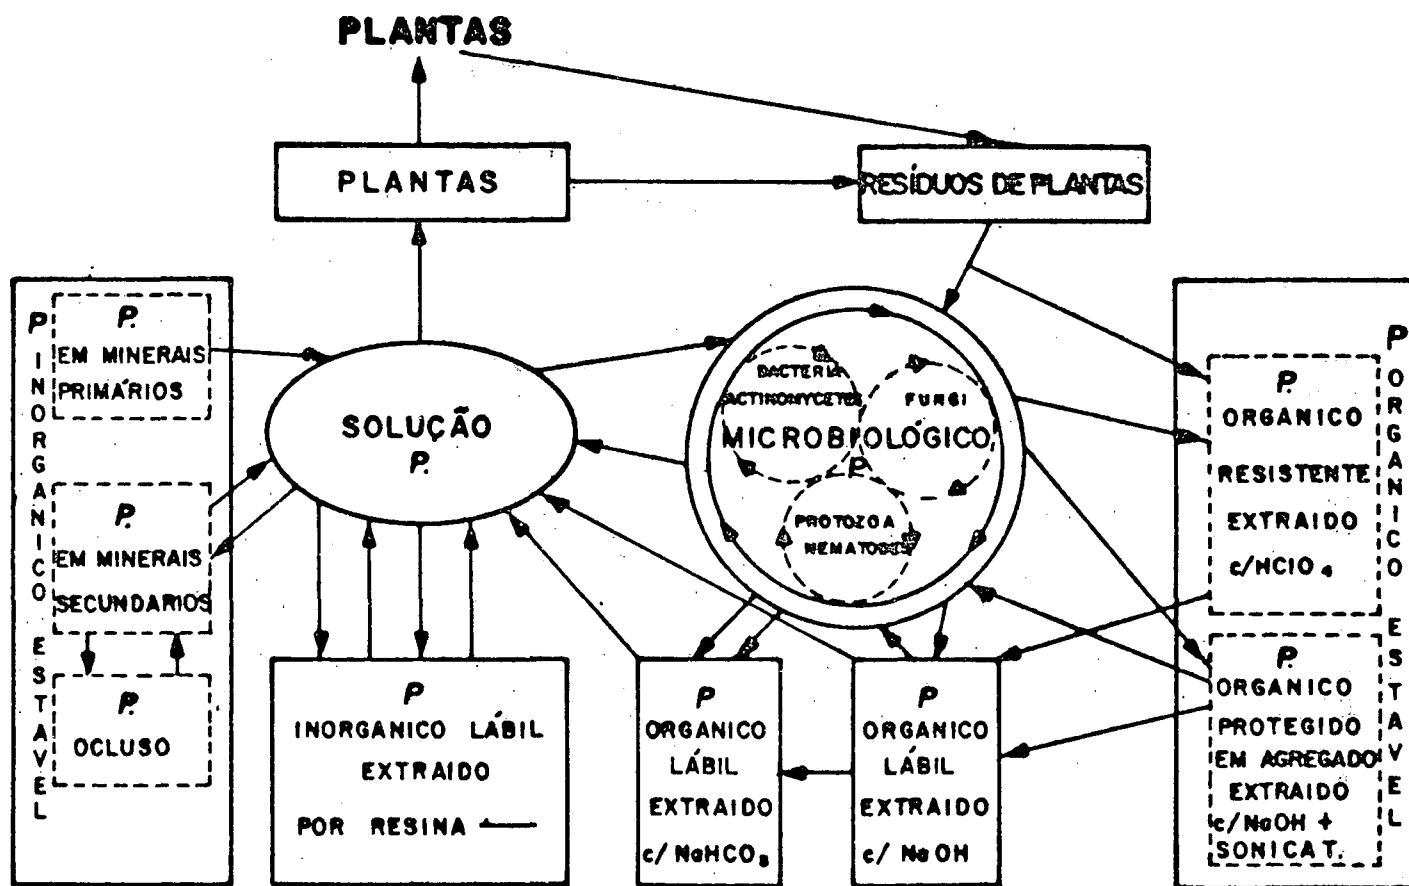 PLANTAS
PLANTAS
RESÍDUOS DE PLANTAS
P INORGANICO ESTAVEL
P.
EM MINERAIS
PRIMÁRIOS
P.
EM MINERAIS
SECUNDARIOS
P.
OCLUSO
SOLUÇÃO
P.
BACTERIA
ACTINOMYCETES
FUNGI
MICROBIOLÓGICO
P
PROTOZOA
NEMATODES
P
INORGANICO LÁBIL
EXTRAIDO
POR RESINA —
P
ORGANICO
LÁBIL
EXTRAIDO
c/NaHCO₃
P
ORGANICO
LÁBIL
EXTRAIDO
c/ NaOH
P.
ORGANICO
RESISTENTE
EXTRAIDO
c/HClO₄
P.
ORGANICO
PROTEGIDO
EM AGREGADO
EXTRAIDO
c/NaOH +
SONICAT.
P ORGANICO ESTAVEL